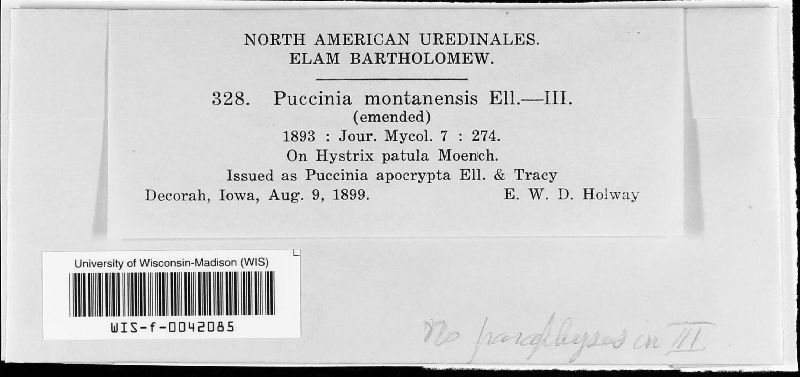 NORTH AMERICAN UREDINALES.
ELAM BARTHOLOMEW.
328. Puccinia montanensis Ell.—III.
(emended)
1893 : Jour. Mycol. 7 : 274.
On Hystrix patula Moench.
Issued as Puccinia apocrypta Ell. & Tracy
Decorah, Iowa, Aug. 9, 1899. E. W. D. Holway
University of Wisconsin-Madison (WIS)
WIS-f-0042085
No paraphyses in III